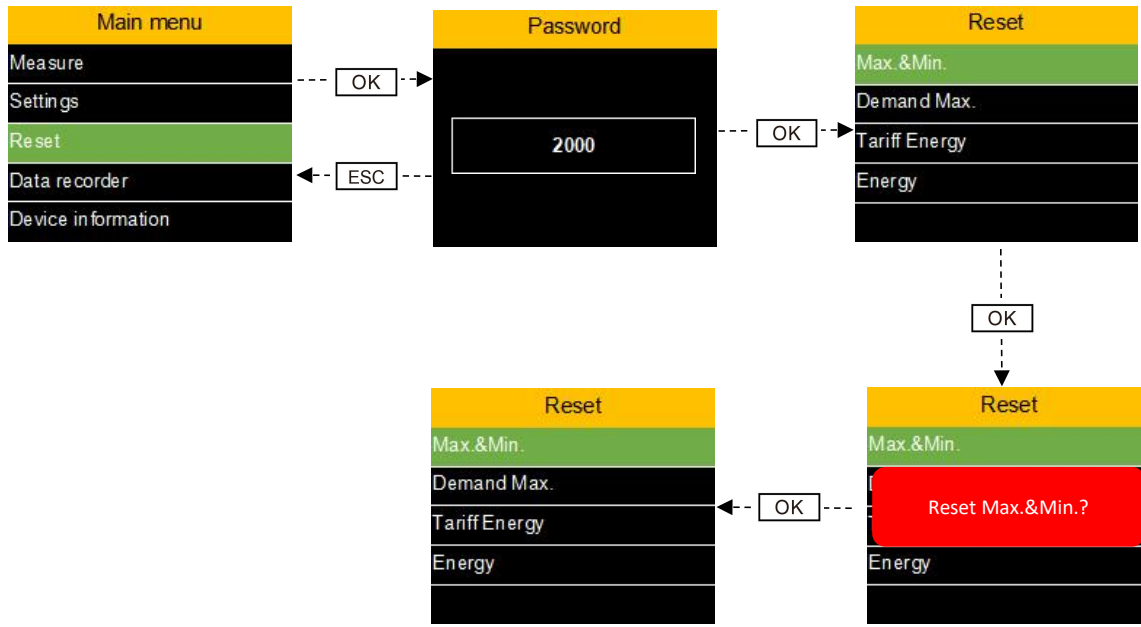 Main menu
Measure
Settings
Reset
Data recorder
Device information
OK
ESC
Password
2000
OK
Reset
Max.&Min.
Demand Max.
Tariff Energy
Energy
OK
Reset
Max.&Min.
Reset Max.&Min.?
Energy
OK
Reset
Max.&Min.
Demand Max.
Tariff Energy
Energy